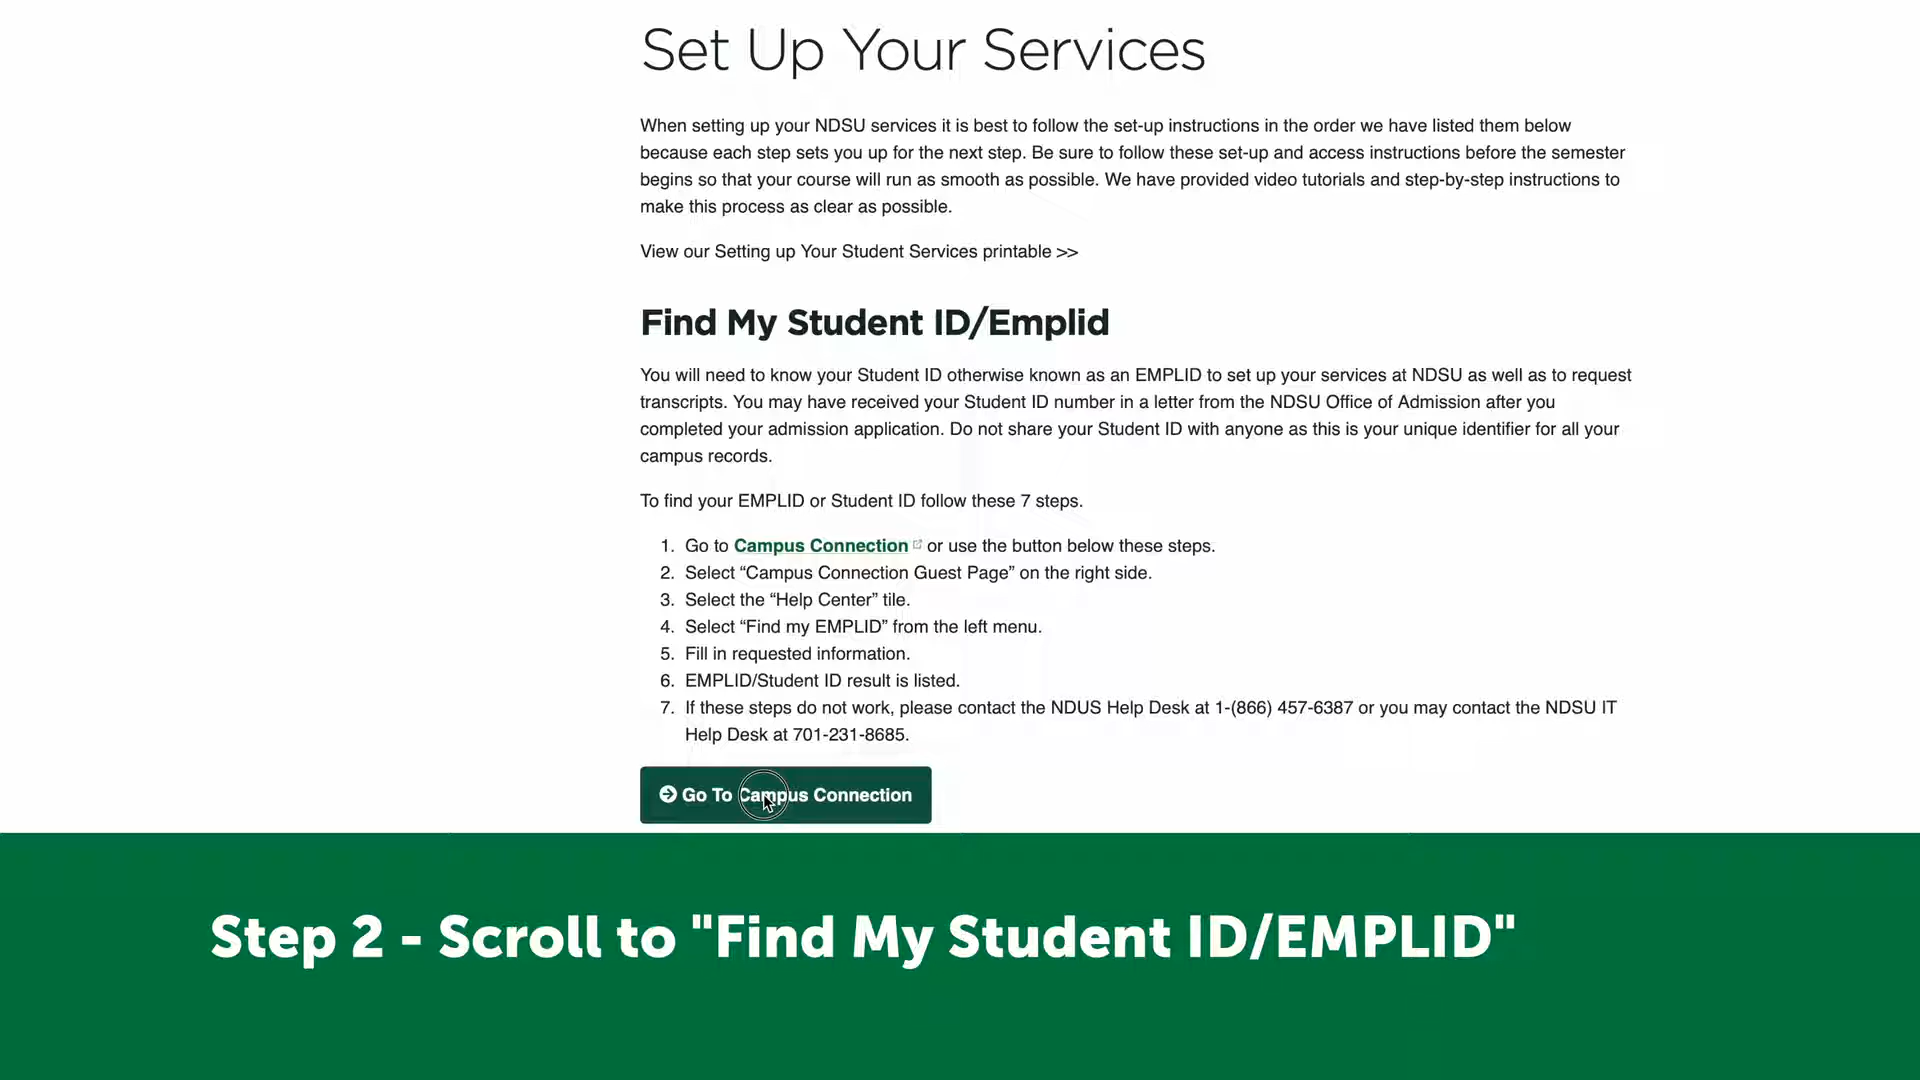 Set Up Your Services
When setting up your NDSU services it is best to follow the set-up instructions in the order we have listed them below
because each step sets you up for the next step. Be sure to follow these set-up and access instructions before the semester
begins so that your course will run as smooth as possible. We have provided video tutorials and step-by-step instructions to
make this process as clear as possible.
View our Setting up Your Student Services printable >>
Find My Student ID/Emplid
You will need to know your Student ID otherwise known as an EMPLID to set up your services at NDSU as well as to request
transcripts. You may have received your Student ID number in a letter from the NDSU Office of Admission after you
completed your admission application. Do not share your Student ID with anyone as this is your unique identifier for all your
campus records.
To find your EMPLID or Student ID follow these 7 steps.
1. Go to Campus Connection or use the button below these steps.
2. Select “Campus Connection Guest Page” on the right side.
3. Select the “Help Center” tile.
4. Select “Find my EMPLID” from the left menu.
5. Fill in requested information.
6. EMPLID/Student ID result is listed.
7. If these steps do not work, please contact the NDUS Help Desk at 1-(866) 457-6387 or you may contact the NDSU IT
Help Desk at 701-231-8685.
Go To Campus Connection
Step 2 - Scroll to "Find My Student ID/EMPLID"